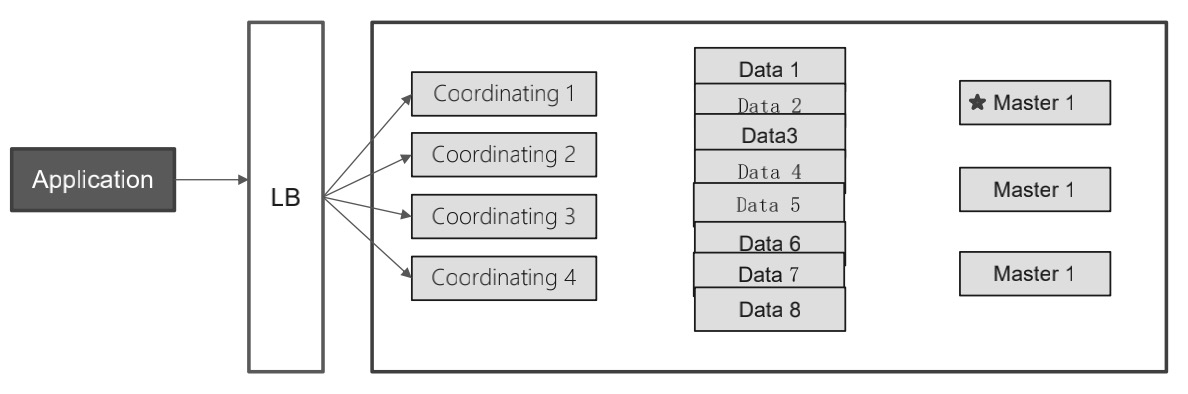 Application
LB
Coordinating 1
Coordinating 2
Coordinating 3
Coordinating 4
Data 1
Data 2
Data3
Data 4
Data 5
Data 6
Data 7
Data 8
★ Master 1
Master 1
Master 1